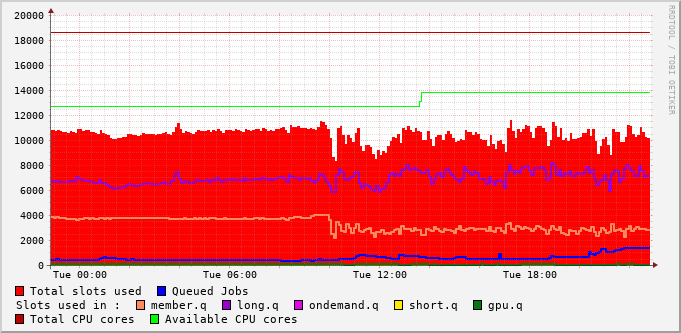 20000
18000
16000
14000
12000
10000
8000
6000
4000
2000
0
Tue 00:00 Tue 06:00 Tue 12:00 Tue 18:00
Total slots used Queued Jobs
Slots used in : member.q long.q ondemand.q short.q gpu.q
Total CPU cores Available CPU cores
RRDTOOL / TOBI OETIKER